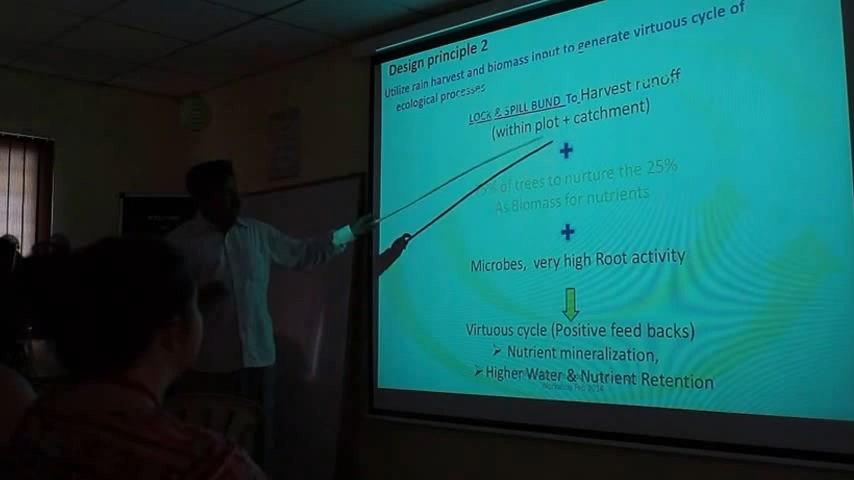 Design principle 2
Utilize rain harvest and biomass input to generate virtuous cycle of
ecological processes
LOCK & SPILL BUND To Harvest runoff
(within plot + catchment)
+
of trees to nurture the 25%
As Biomass for nutrients
+
Microbes, very high Root activity
Virtuous cycle (Positive feed backs)
➢ Nutrient mineralization,
➢ Higher Water & Nutrient Retention